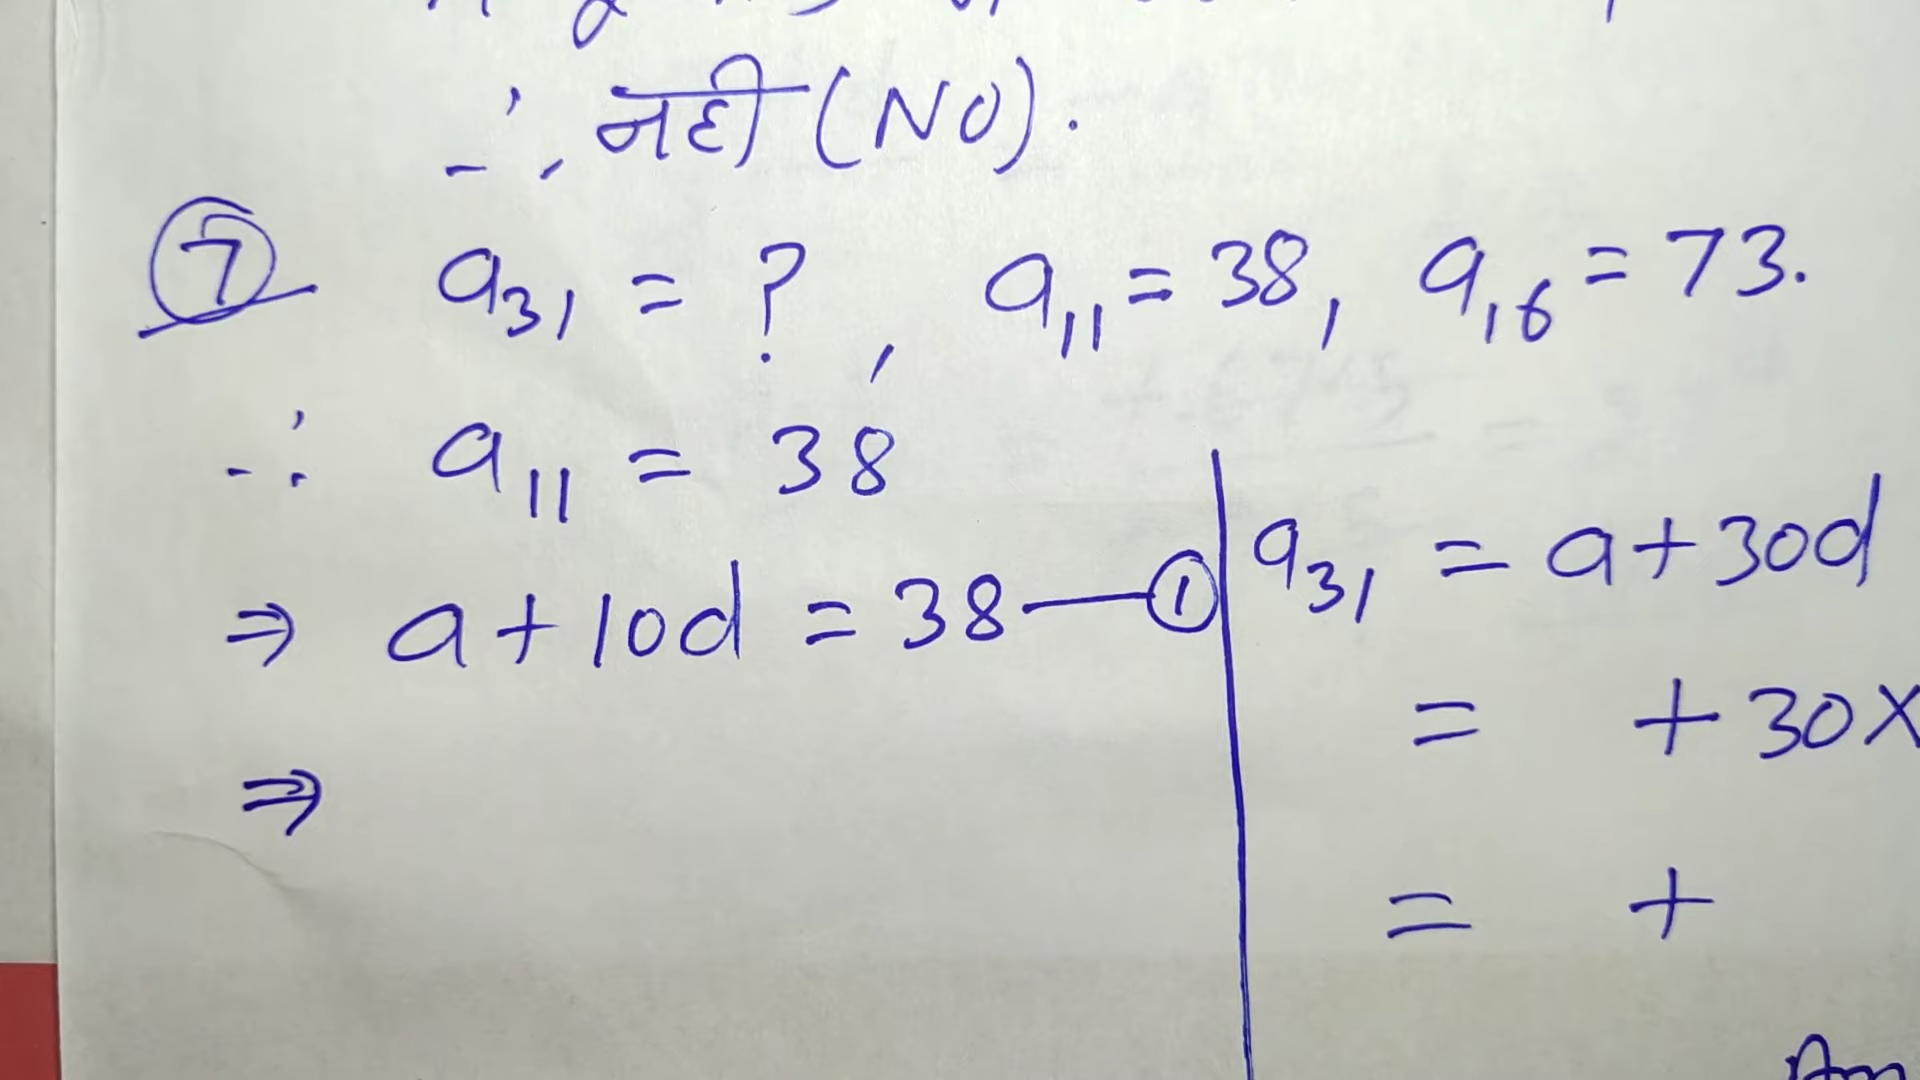 ∴ नही (NO).
⑦ a₃₁ = ?, a₁₁ = 38, a₁₆ = 73.
∴ a₁₁ = 38
⇒ a + 10d = 38 — ①
⇒
a₃₁ = a + 30d
= + 30×
= +